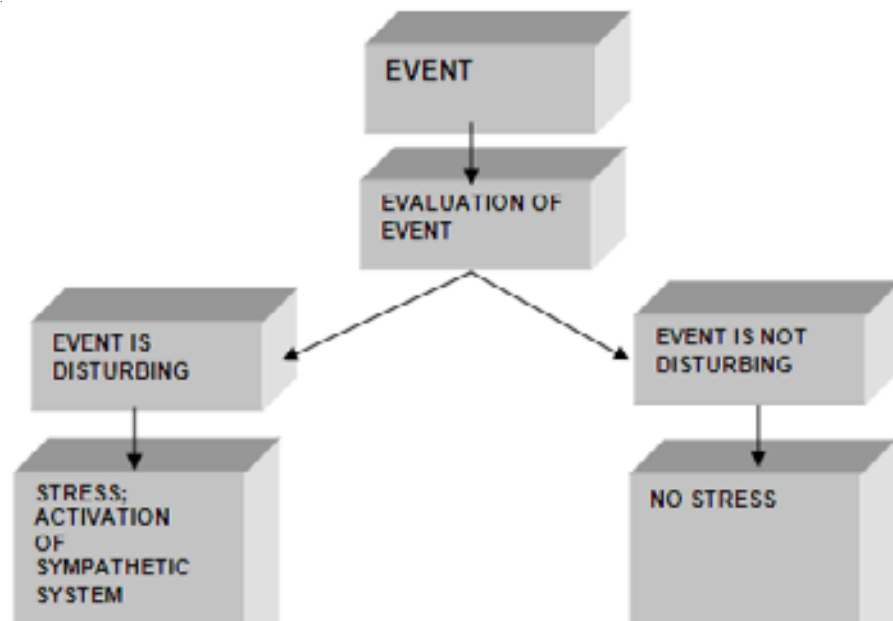 EVENT
EVALUATION OF
EVENT
EVENT IS
DISTURDING
EVENT IS NOT
DISTURBING
STRESS;
ACTIVATION
OF
SYMPATHETIC
SYSTEM
NO STRESS